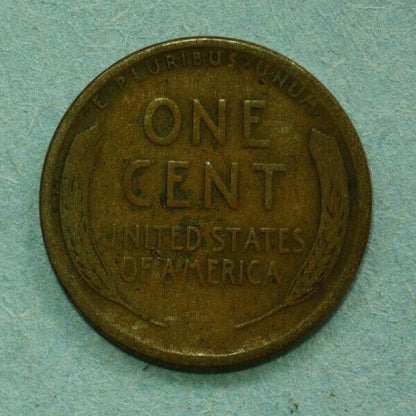 E·PLURIBUS·UNUM
ONE
CENT
UNITED STATES
OF AMERICA